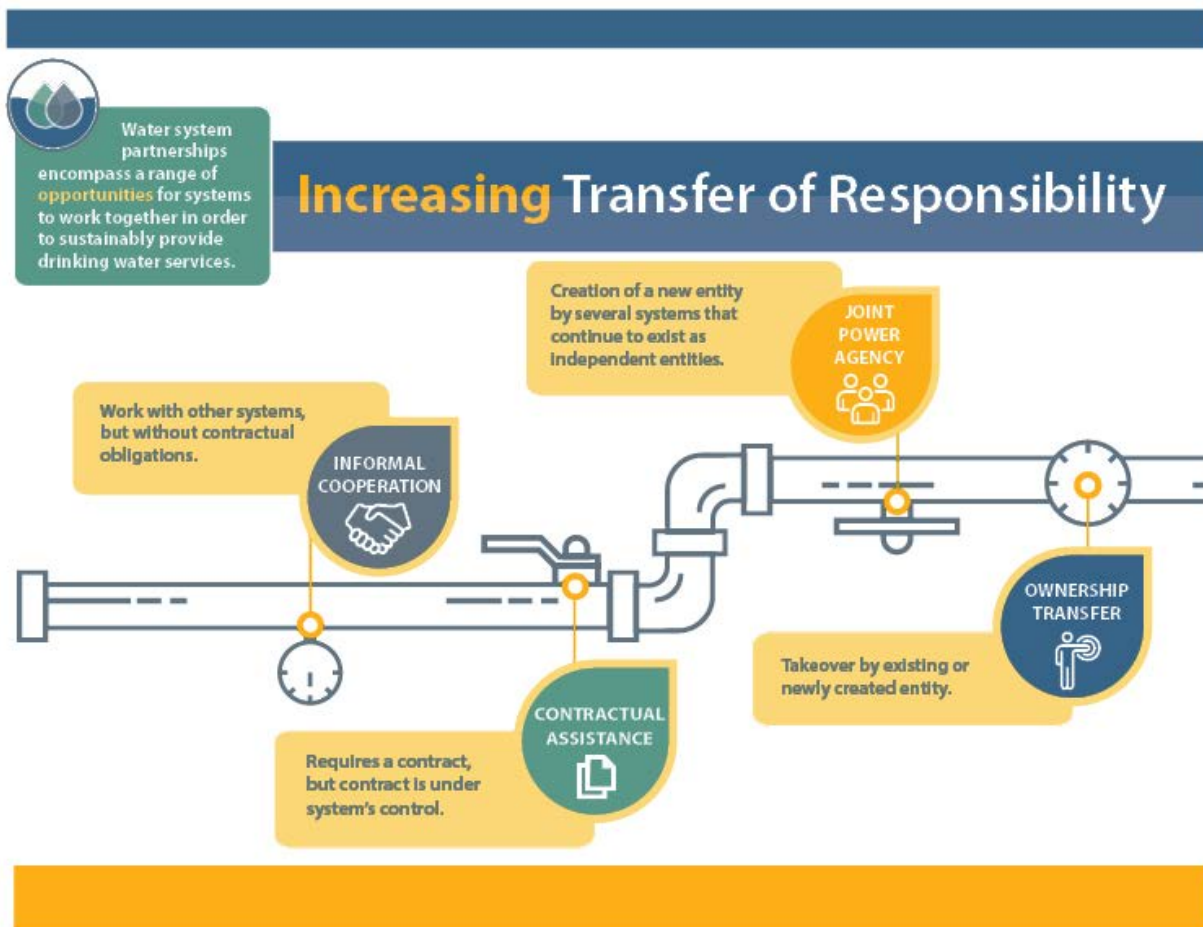 Water system
partnerships
encompass a range of
opportunities for systems
to work together in order
to sustainably provide
drinking water services.
Increasing Transfer of Responsibility
Work with other systems,
but without contractual
obligations.
INFORMAL
COOPERATION
Requires a contract,
but contract is under
system's control.
CONTRACTUAL
ASSISTANCE
Creation of a new entity
by several systems that
continue to exist as
independent entities.
JOINT
POWER
AGENCY
Takeover by existing or
newly created entity.
OWNERSHIP
TRANSFER